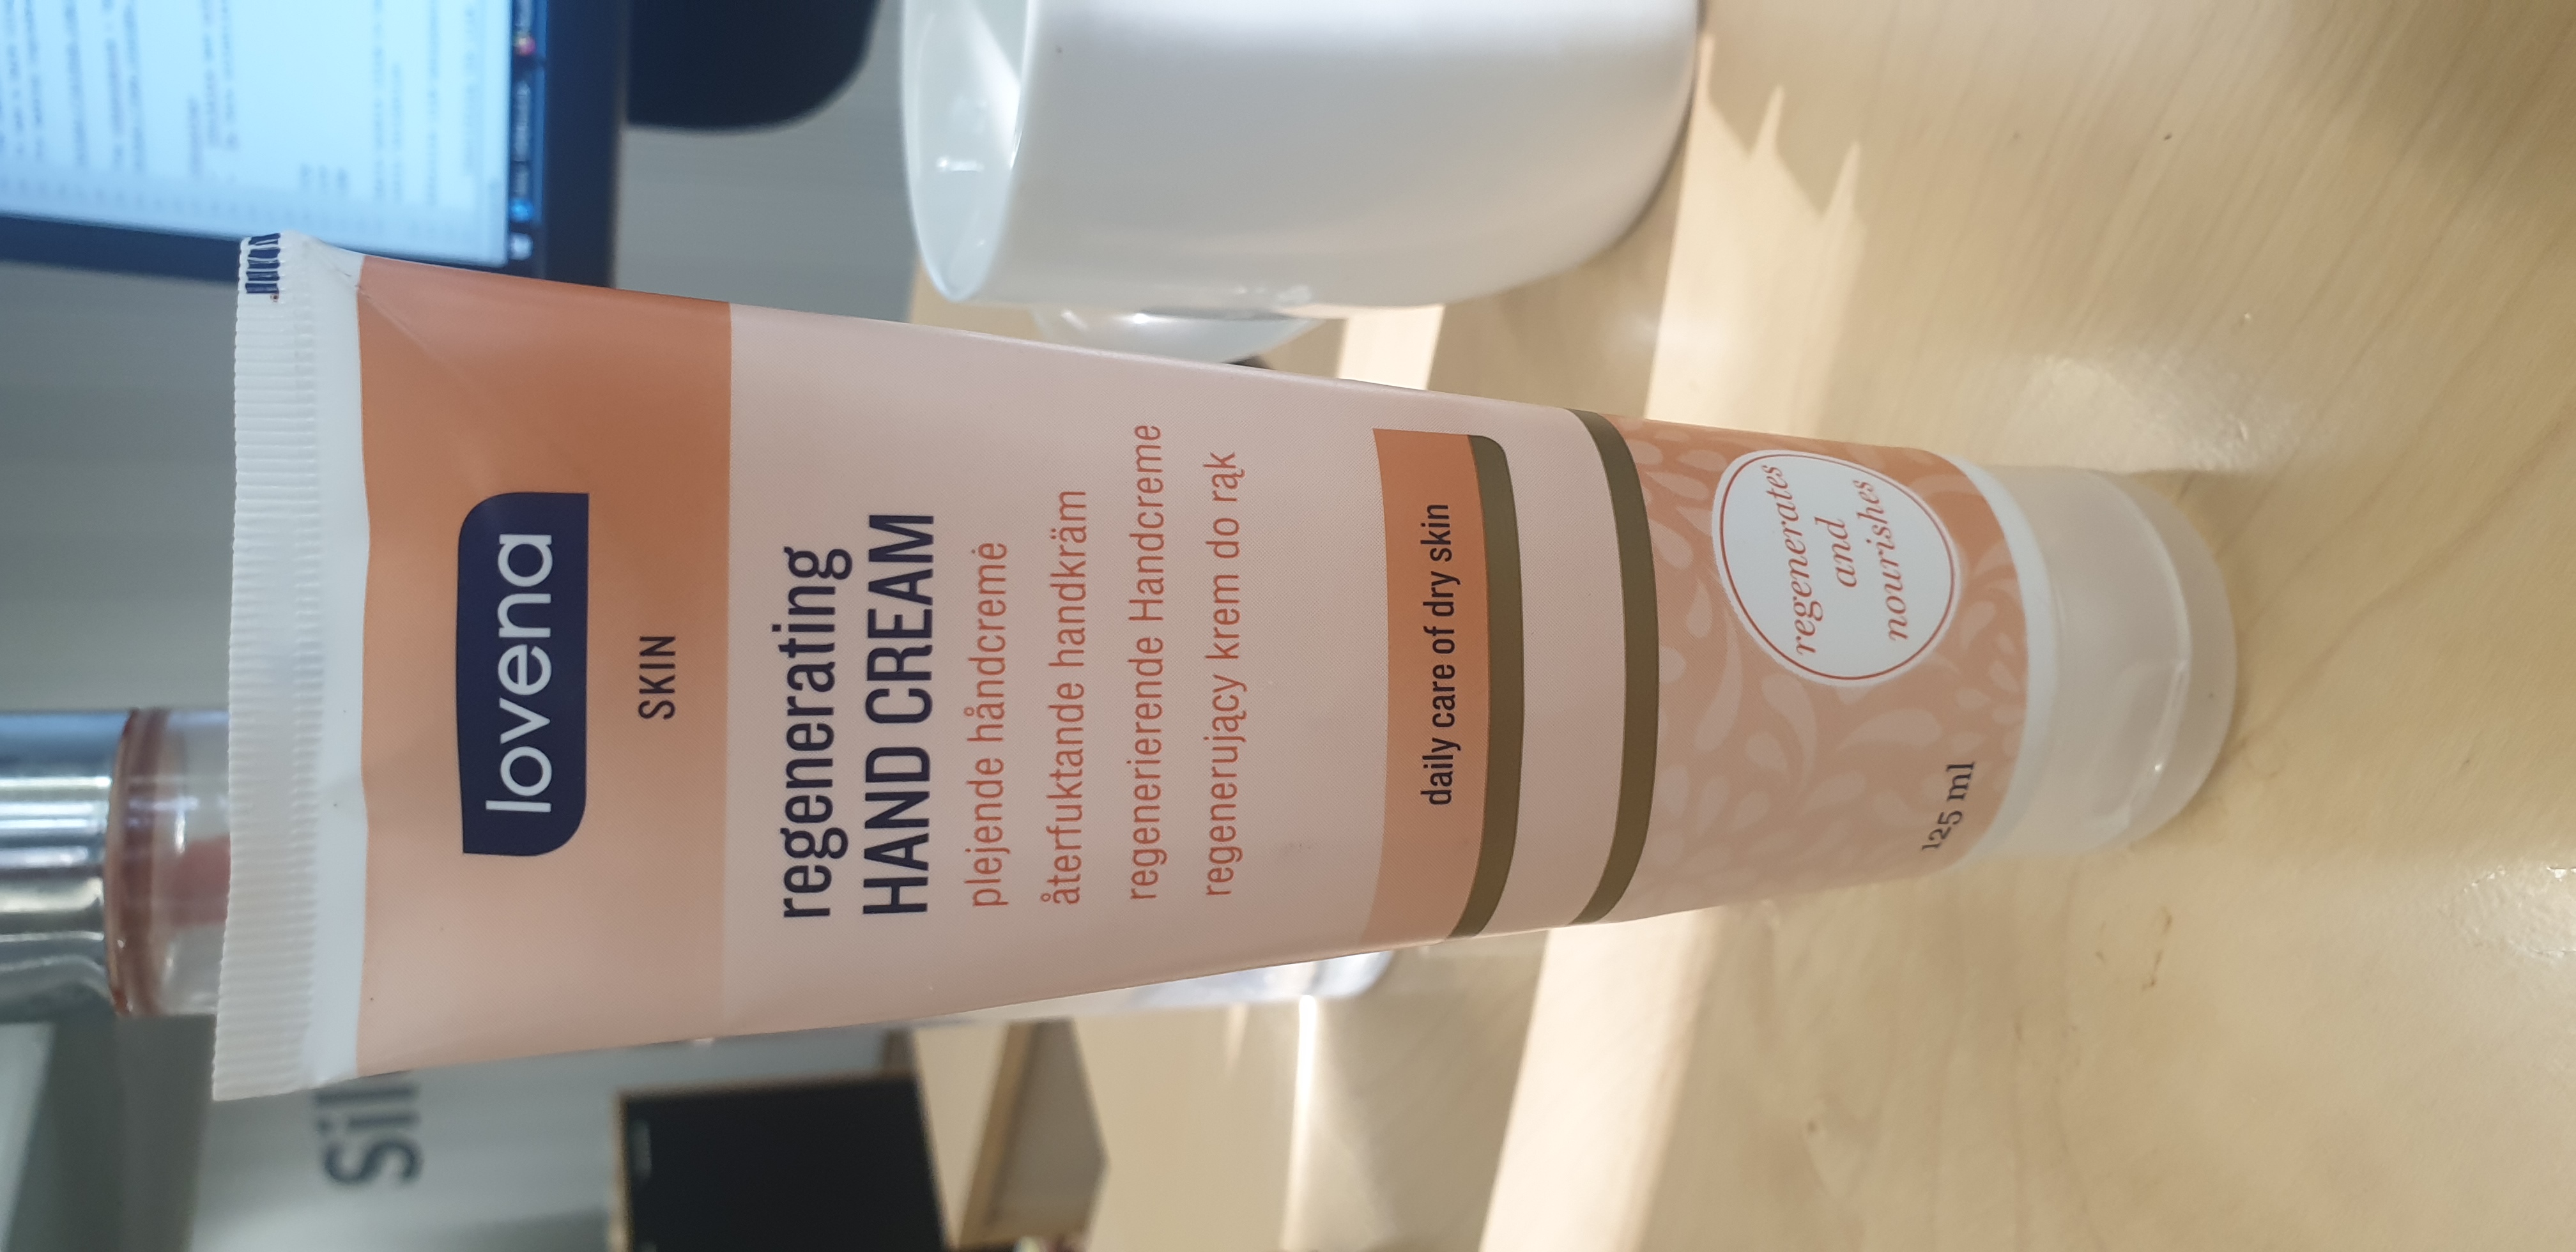 lovena
SKIN
regenerating
HAND CREAM
plejende håndcreme
återfuktande handkräm
regenerierende Handcreme
regenerujący krem do rąk
daily care of dry skin
regenerates
and
nourishes
125 ml